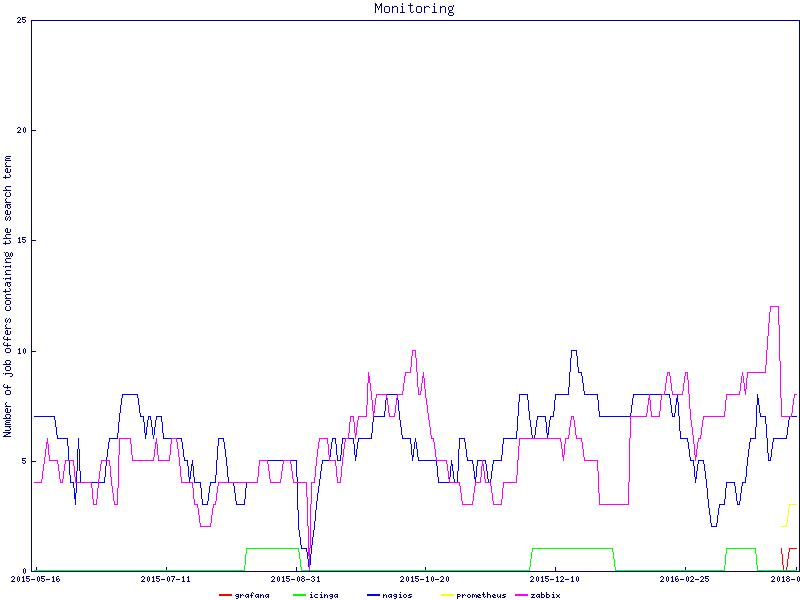 Monitoring
Number of job offers containing the search term
25
20
15
10
5
0
2015-05-16 2015-07-11 2015-08-31 2015-10-20 2015-12-10 2016-02-25 2018-0
grafana icinga nagios prometheus zabbix